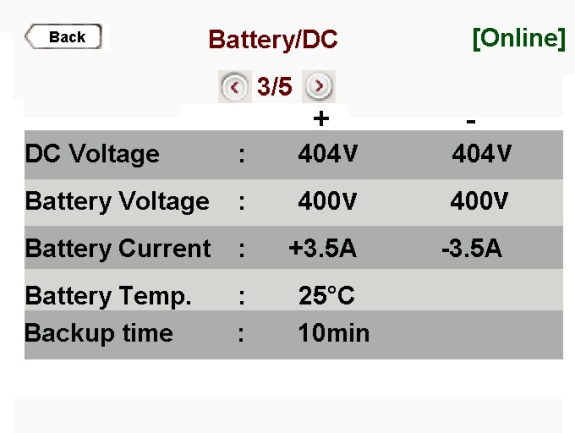 Back Battery/DC [Online]
3/5
+ -
DC Voltage : 404V 404V
Battery Voltage : 400V 400V
Battery Current : +3.5A -3.5A
Battery Temp. : 25°C
Backup time : 10min